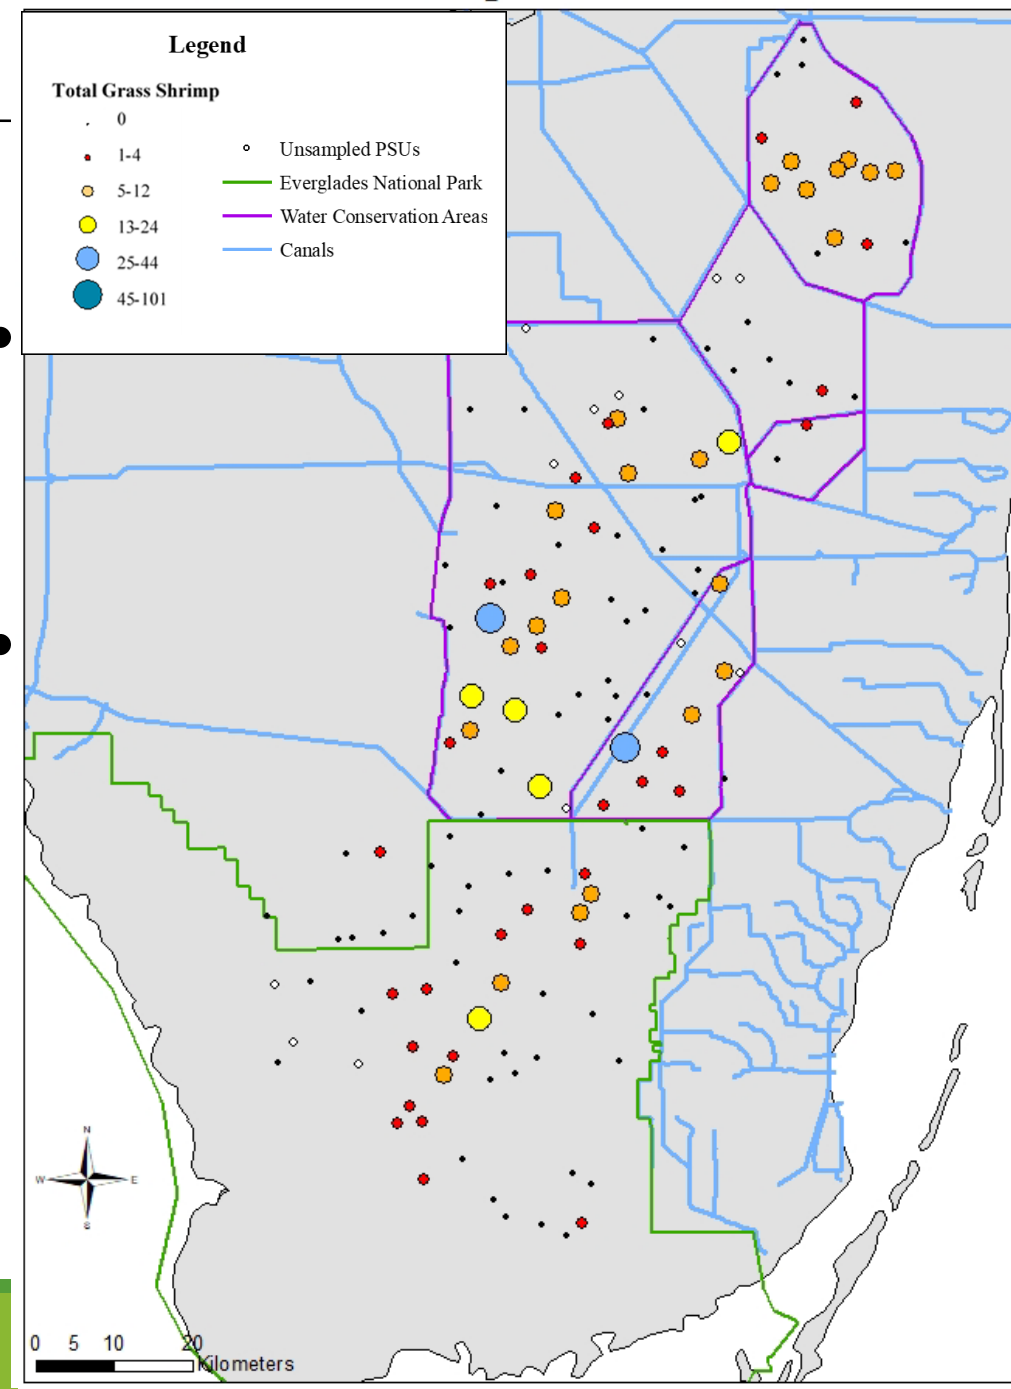 Legend
Total Grass Shrimp
0
1-4
5-12
13-24
25-44
45-101
Unsampled PSUs
Everglades National Park
Water Conservation Areas
Canals
N
W E
S
0 5 10 20
Kilometers